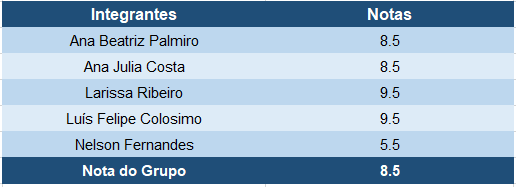 Integrantes Notas
Ana Beatriz Palmiro 8.5
Ana Julia Costa 8.5
Larissa Ribeiro 9.5
Luís Felipe Colosimo 9.5
Nelson Fernandes 5.5
Nota do Grupo 8.5